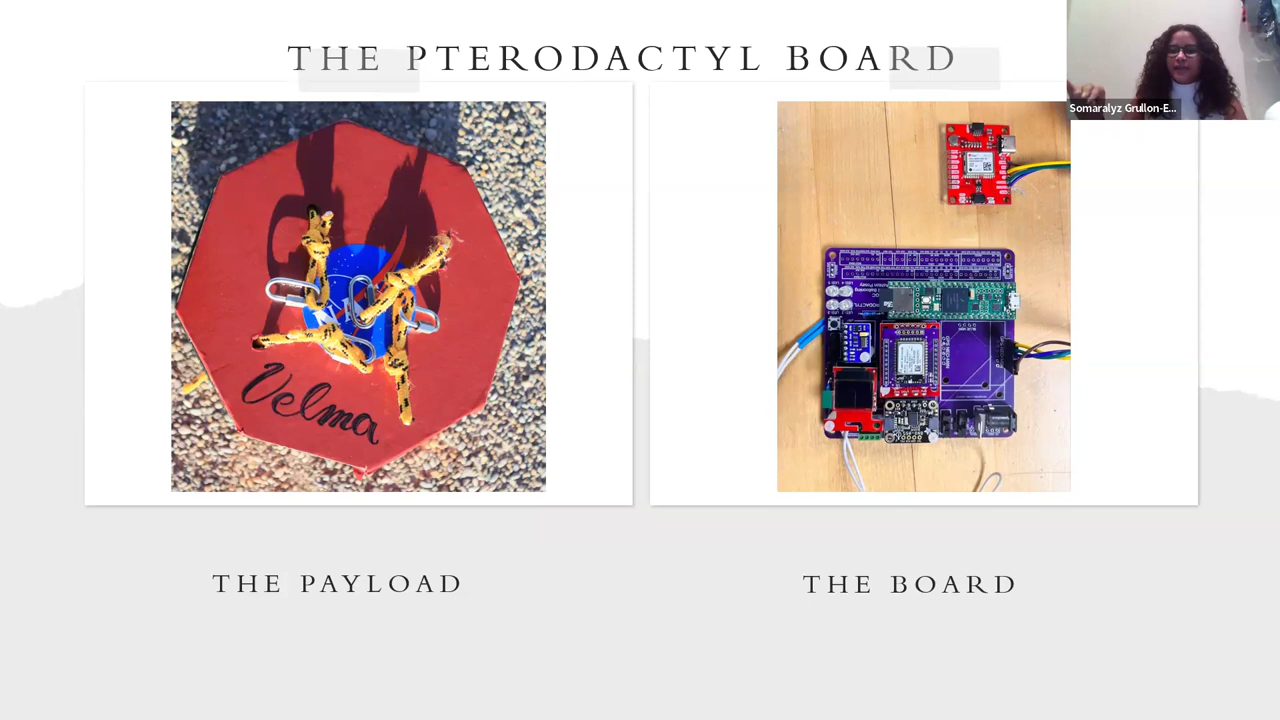 THE PTERODACTYL BOARD
Somaralyz Grullon-E...
Velma
THE PAYLOAD
THE BOARD